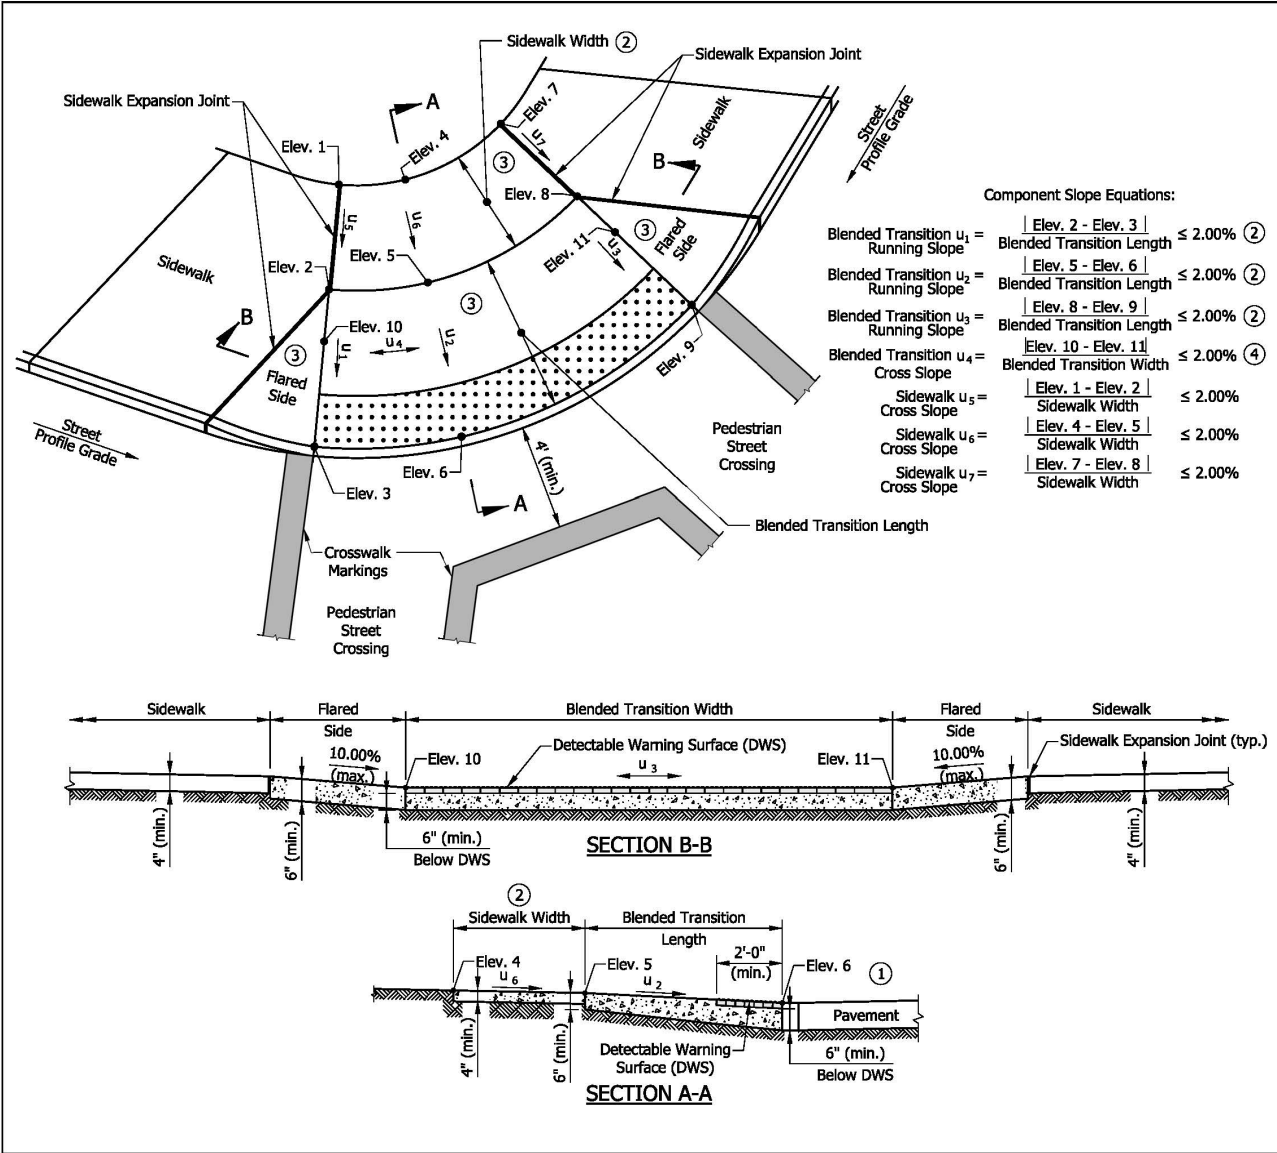 Sidewalk Width ②
Sidewalk Expansion Joint
Sidewalk Expansion Joint
A
Elev. 7
Elev. 4
Elev. 1
u7
③
Sidewalk
B
Street
Profile Grade
Elev. 8
u5
u6
③
Flared
Side
Elev. 11
u3
Elev. 5
Elev. 2
Sidewalk
③
B
Elev. 10
u1
u4
u2
③
Flared
Side
Elev. 9
Street
Profile Grade
Elev. 3
Elev. 6
4' (min.)
A
Pedestrian
Street
Crossing
Blended Transition Length
Crosswalk
Markings
Pedestrian
Street
Crossing
Component Slope Equations:
Blended Transition u1 = | Elev. 2 - Elev. 3 | ≤ 2.00% ②
Running Slope Blended Transition Length
Blended Transition u2 = | Elev. 5 - Elev. 6 | ≤ 2.00% ②
Running Slope Blended Transition Length
Blended Transition u3 = | Elev. 8 - Elev. 9 | ≤ 2.00% ②
Running Slope Blended Transition Length
Blended Transition u4 = |Elev. 10 - Elev. 11| ≤ 2.00% ④
Cross Slope Blended Transition Width
Sidewalk u5 = | Elev. 1 - Elev. 2 | ≤ 2.00%
Cross Slope Sidewalk Width
Sidewalk u6 = | Elev. 4 - Elev. 5 | ≤ 2.00%
Cross Slope Sidewalk Width
Sidewalk u7 = | Elev. 7 - Elev. 8 | ≤ 2.00%
Cross Slope Sidewalk Width
Sidewalk
Flared
Side
Blended Transition Width
Flared
Side
Sidewalk
10.00%
(max.)
Elev. 10
Detectable Warning Surface (DWS)
u3
Elev. 11
10.00%
(max.)
Sidewalk Expansion Joint (typ.)
4" (min.)
6" (min.)
6" (min.)
Below DWS
6" (min.)
4" (min.)
SECTION B-B
②
Sidewalk Width
Blended Transition
Length
2'-0"
(min.)
Elev. 4
u6
Elev. 5
u2
Elev. 6
①
Pavement
4" (min.)
6" (min.)
Detectable Warning
Surface (DWS)
6" (min.)
Below DWS
SECTION A-A